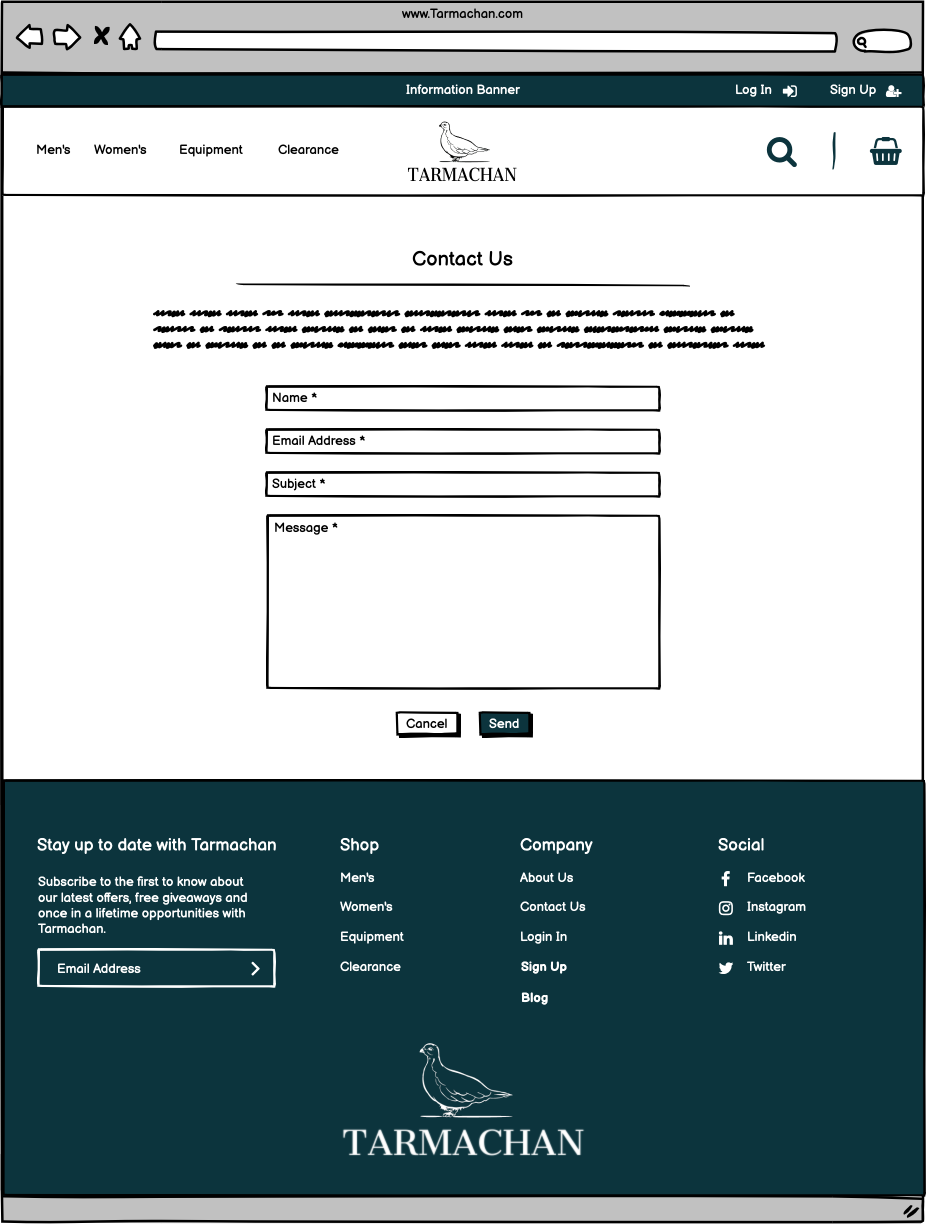 www.Tarmachan.com
Information Banner
Log In
Sign Up
Men's
Women's
Equipment
Clearance
TARMACHAN
Contact Us
Name *
Email Address *
Subject *
Message *
Cancel
Send
Stay up to date with Tarmachan
Subscribe to the first to know about
our latest offers, free giveaways and
once in a lifetime opportunities with
Tarmachan.
Email Address
Shop
Men's
Women's
Equipment
Clearance
Company
About Us
Contact Us
Login In
Sign Up
Blog
Social
Facebook
Instagram
Linkedin
Twitter
TARMACHAN